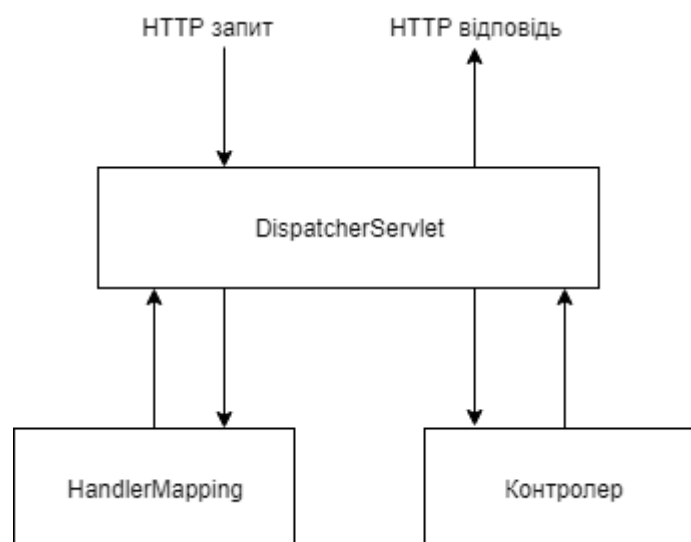 HTTP запит
HTTP відповідь
DispatcherServlet
HandlerMapping
Контролер